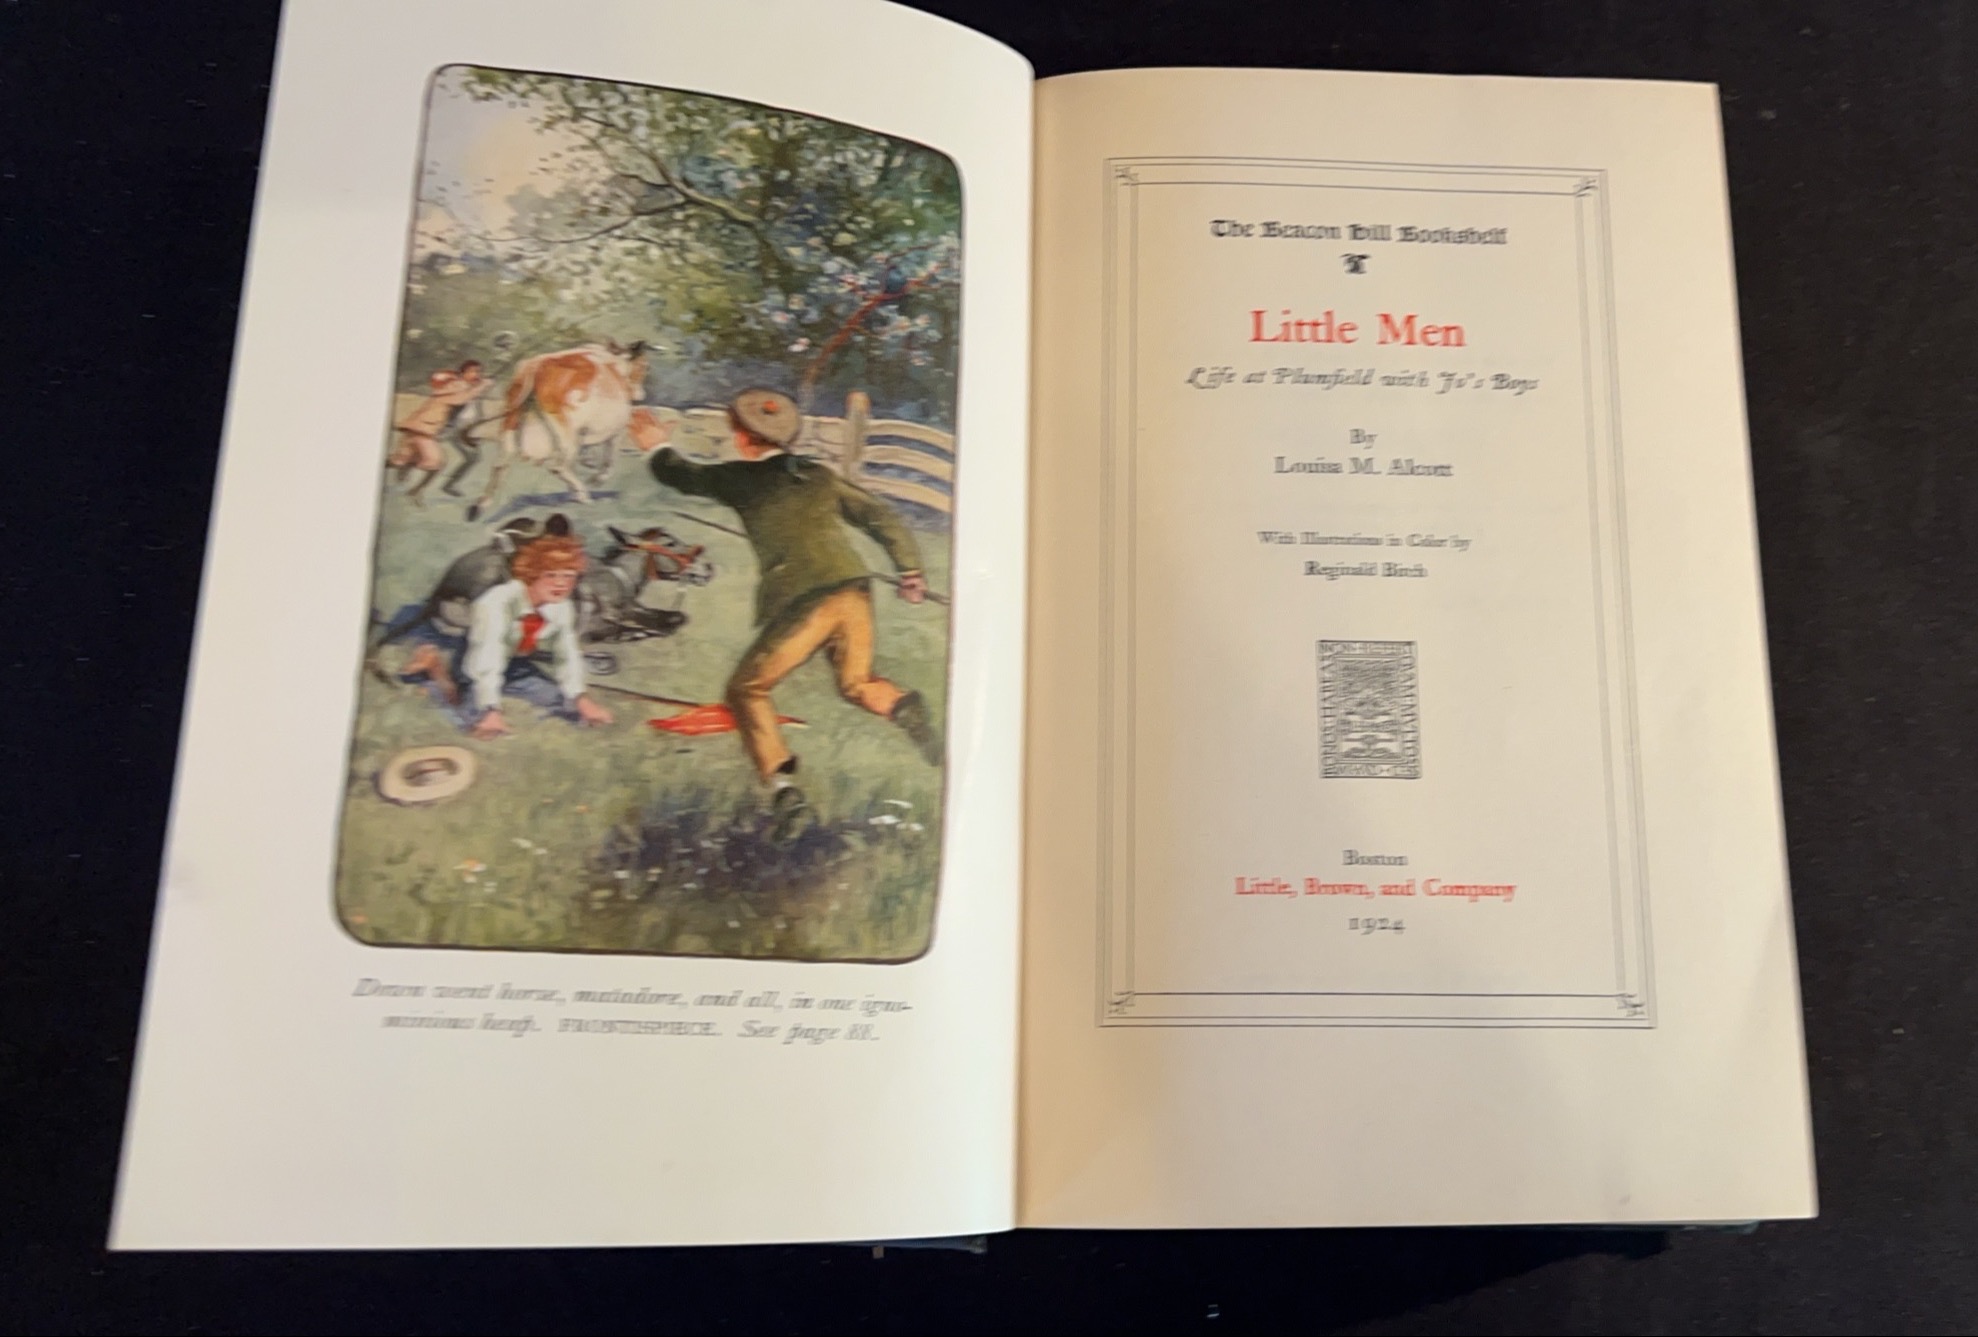 Down went horse, matadore, and all, in one igno-
minious heap. FRONTISPIECE. See page 88.
The Beacon Hill Bookshelf
Little Men
Life at Plumfield with Jo's Boys
By
Louisa M. Alcott
With Illustrations in Color by
Reginald Birch
Boston
Little, Brown, and Company
1924